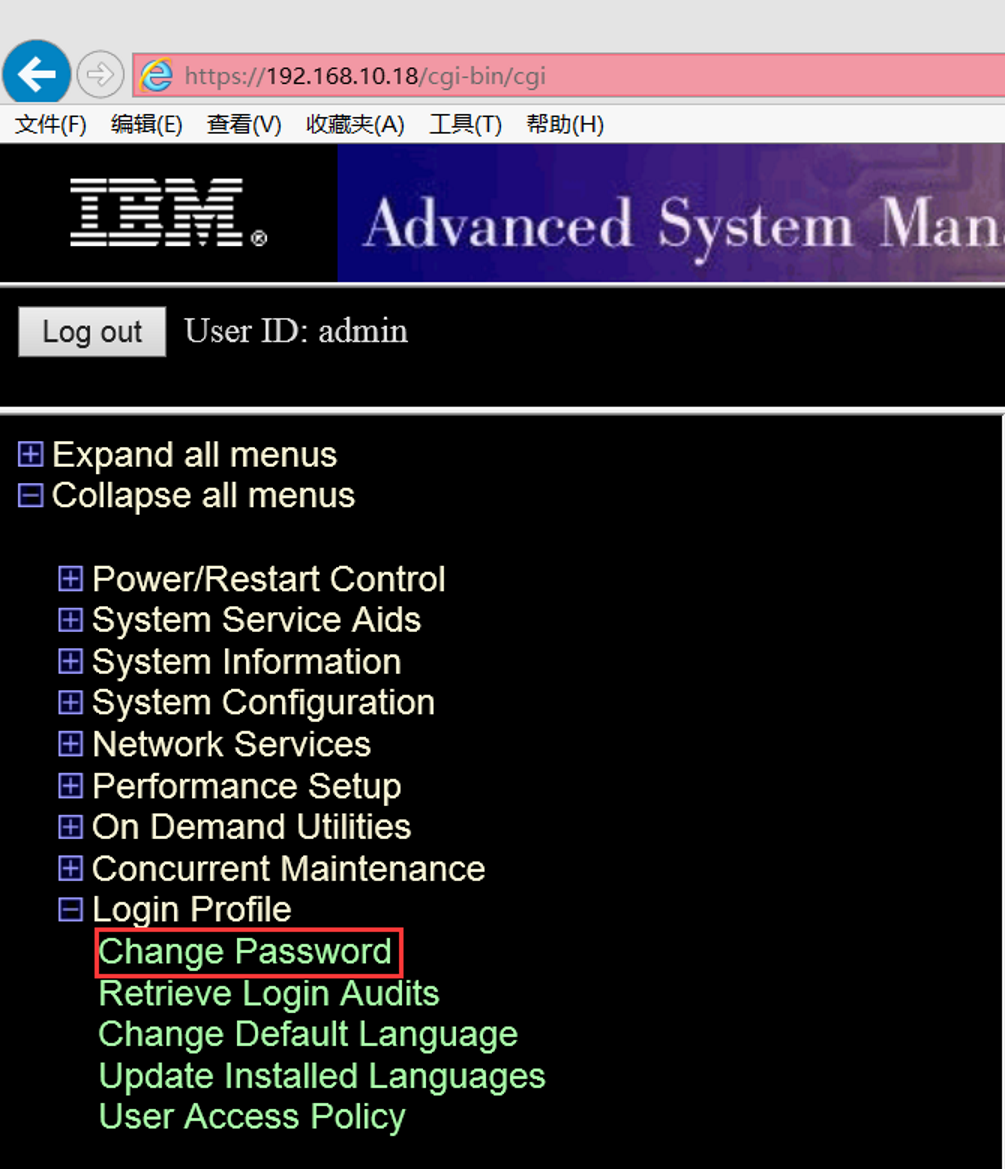 https://192.168.10.18/cgi-bin/cgi
文件(F) 编辑(E) 查看(V) 收藏夹(A) 工具(T) 帮助(H)
IBM®
Advanced System Man
Log out User ID: admin
Expand all menus
Collapse all menus
Power/Restart Control
System Service Aids
System Information
System Configuration
Network Services
Performance Setup
On Demand Utilities
Concurrent Maintenance
Login Profile
Change Password
Retrieve Login Audits
Change Default Language
Update Installed Languages
User Access Policy